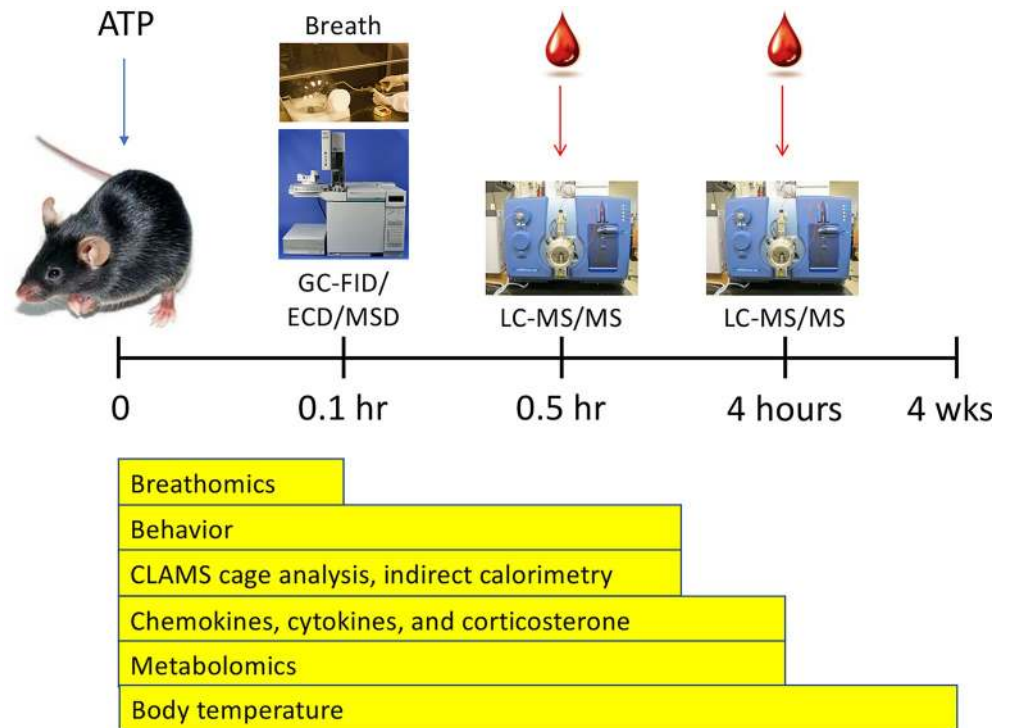 ATP
Breath
GC-FID/
ECD/MSD
LC-MS/MS
LC-MS/MS
0
0.1 hr
0.5 hr
4 hours
4 wks
Breathomics
Behavior
CLAMS cage analysis, indirect calorimetry
Chemokines, cytokines, and corticosterone
Metabolomics
Body temperature